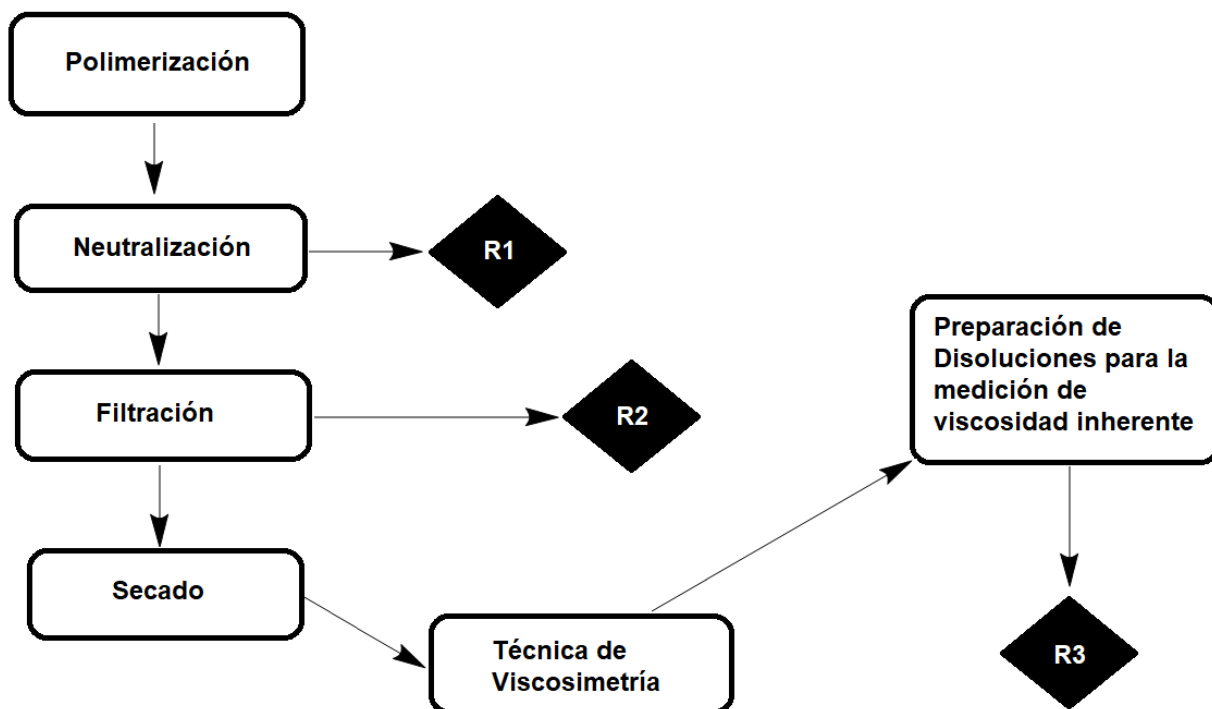 Polimerización
Neutralización
R1
Filtración
R2
Secado
Técnica de
Viscosimetría
Preparación de
Disoluciones para la
medición de
viscosidad inherente
R3